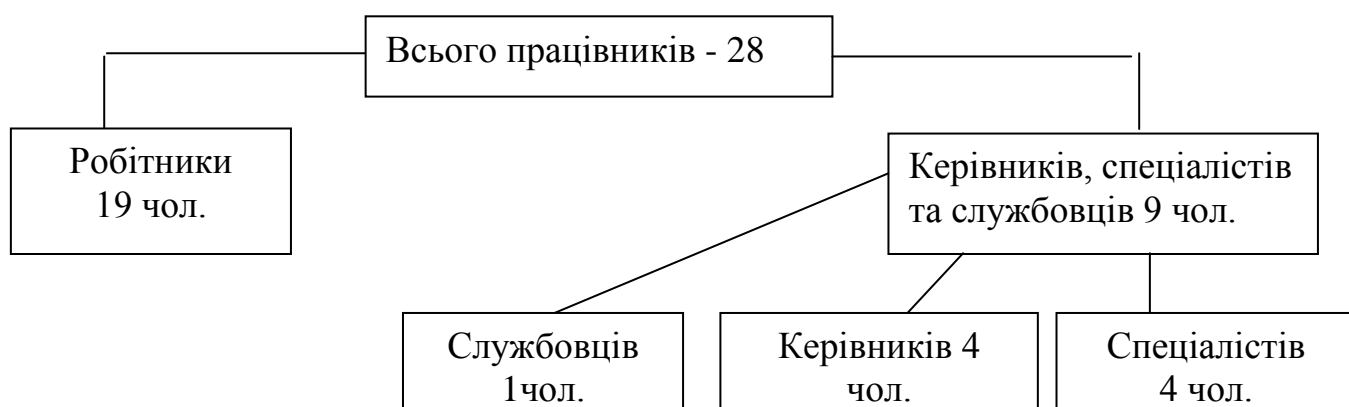 Всього працівників - 28
Робітники
19 чол.
Керівників, спеціалістів
та службовців 9 чол.
Службовців
1чол.
Керівників 4
чол.
Спеціалістів
4 чол.